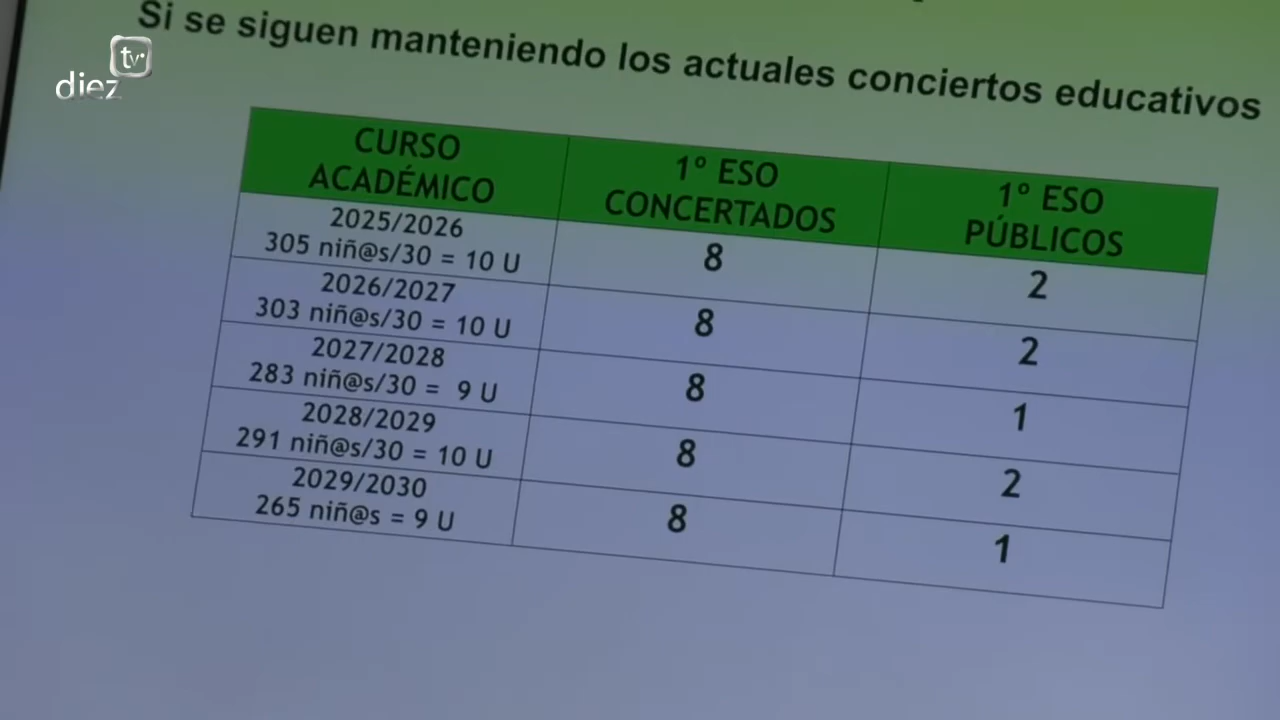 Si se siguen manteniendo los actuales conciertos educativos
tv
diez
CURSO ACADÉMICO
1º ESO CONCERTADOS
1º ESO PÚBLICOS
2025/2026
305 niñ@s/30 = 10 U
8
2
2026/2027
303 niñ@s/30 = 10 U
8
2
2027/2028
283 niñ@s/30 = 9 U
8
1
2028/2029
291 niñ@s/30 = 10 U
8
2
2029/2030
265 niñ@s = 9 U
8
1